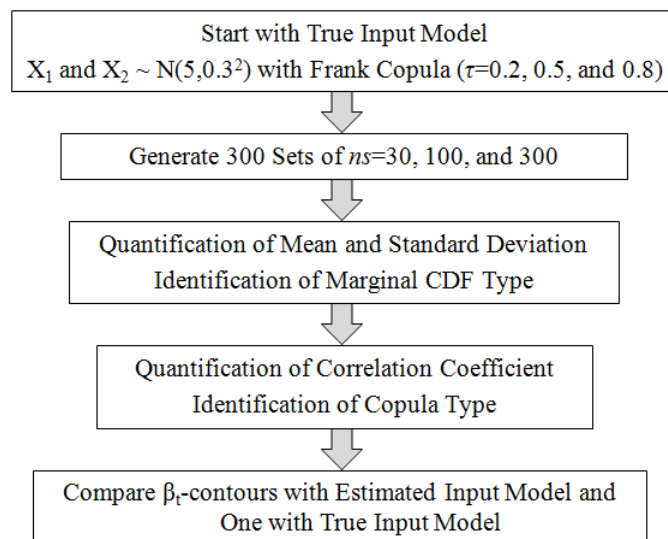 Start with True Input Model
X₁ and X₂ ~ N(5,0.3²) with Frank Copula (τ=0.2, 0.5, and 0.8)
Generate 300 Sets of ns=30, 100, and 300
Quantification of Mean and Standard Deviation
Identification of Marginal CDF Type
Quantification of Correlation Coefficient
Identification of Copula Type
Compare βₜ-contours with Estimated Input Model and
One with True Input Model